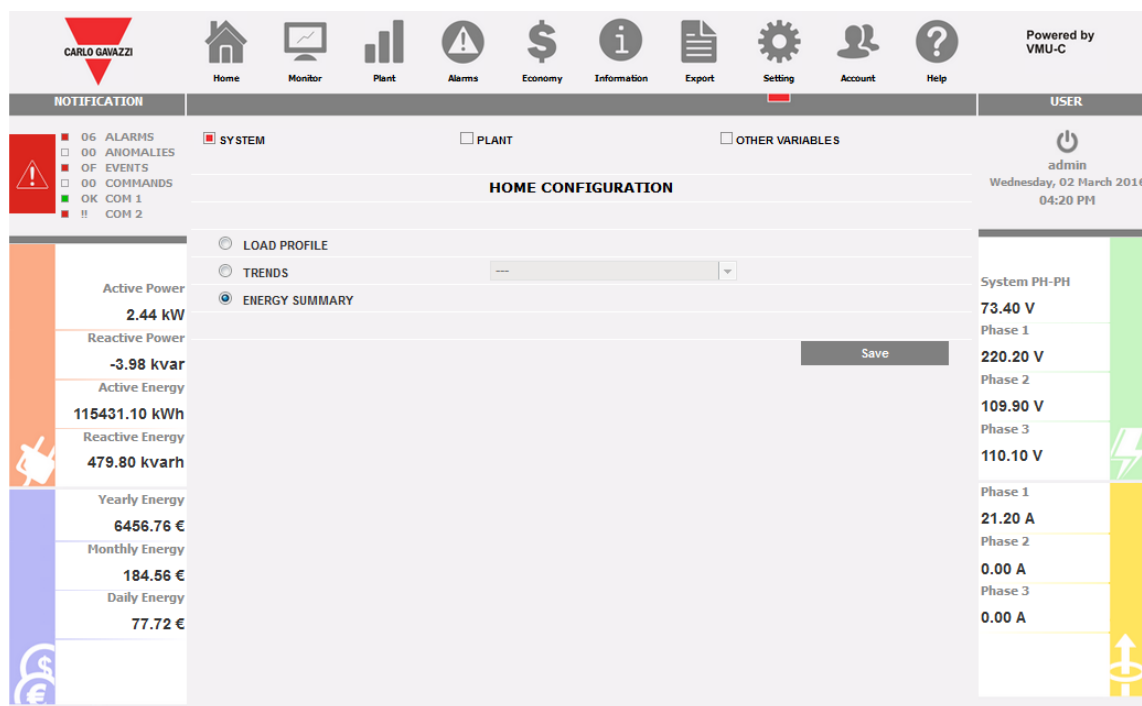 CARLO GAVAZZI
Home
Monitor
Plant
Alarms
Economy
Information
Export
Setting
Account
Help
Powered by
VMU-C
NOTIFICATION
USER
06 ALARMS
00 ANOMALIES
OF EVENTS
00 COMMANDS
OK COM 1
!! COM 2
SYSTEM
PLANT
OTHER VARIABLES
admin
Wednesday, 02 March 2016
04:20 PM
HOME CONFIGURATION
LOAD PROFILE
TRENDS
---
ENERGY SUMMARY
Save
Active Power
2.44 kW
Reactive Power
-3.98 kvar
Active Energy
115431.10 kWh
Reactive Energy
479.80 kvarh
Yearly Energy
6456.76 €
Monthly Energy
184.56 €
Daily Energy
77.72 €
System PH-PH
73.40 V
Phase 1
220.20 V
Phase 2
109.90 V
Phase 3
110.10 V
Phase 1
21.20 A
Phase 2
0.00 A
Phase 3
0.00 A